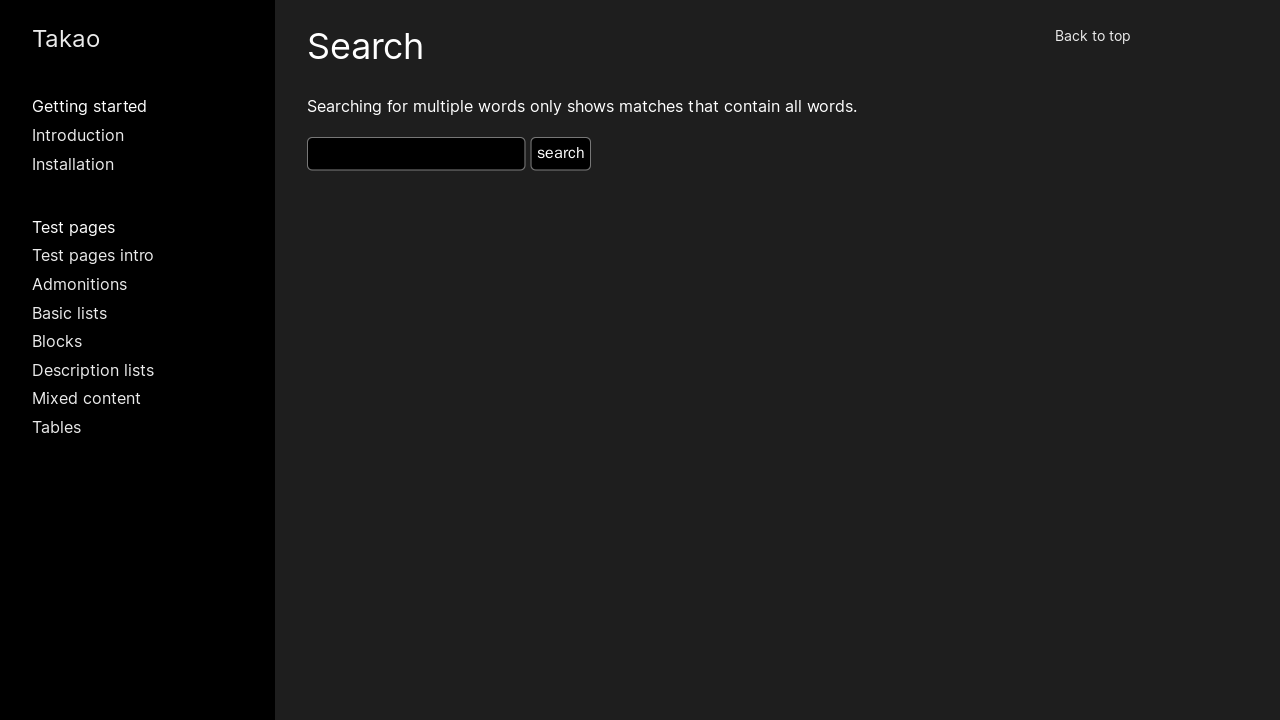 Takao
Getting started
Introduction
Installation
Test pages
Test pages intro
Admonitions
Basic lists
Blocks
Description lists
Mixed content
Tables
Search
Searching for multiple words only shows matches that contain all words.
search
Back to top